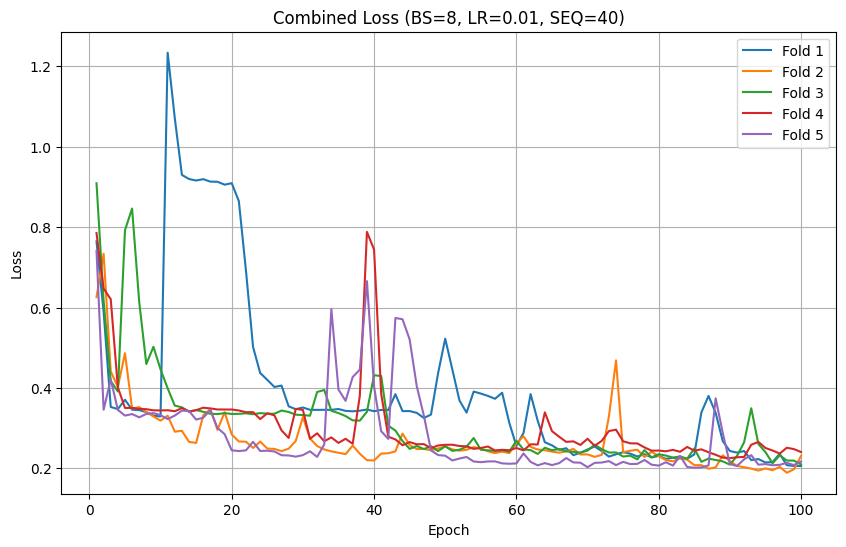 Combined Loss (BS=8, LR=0.01, SEQ=40)
Fold 1
Fold 2
Fold 3
Fold 4
Fold 5
Loss
1.2
1.0
0.8
0.6
0.4
0.2
0
20
40
60
80
100
Epoch